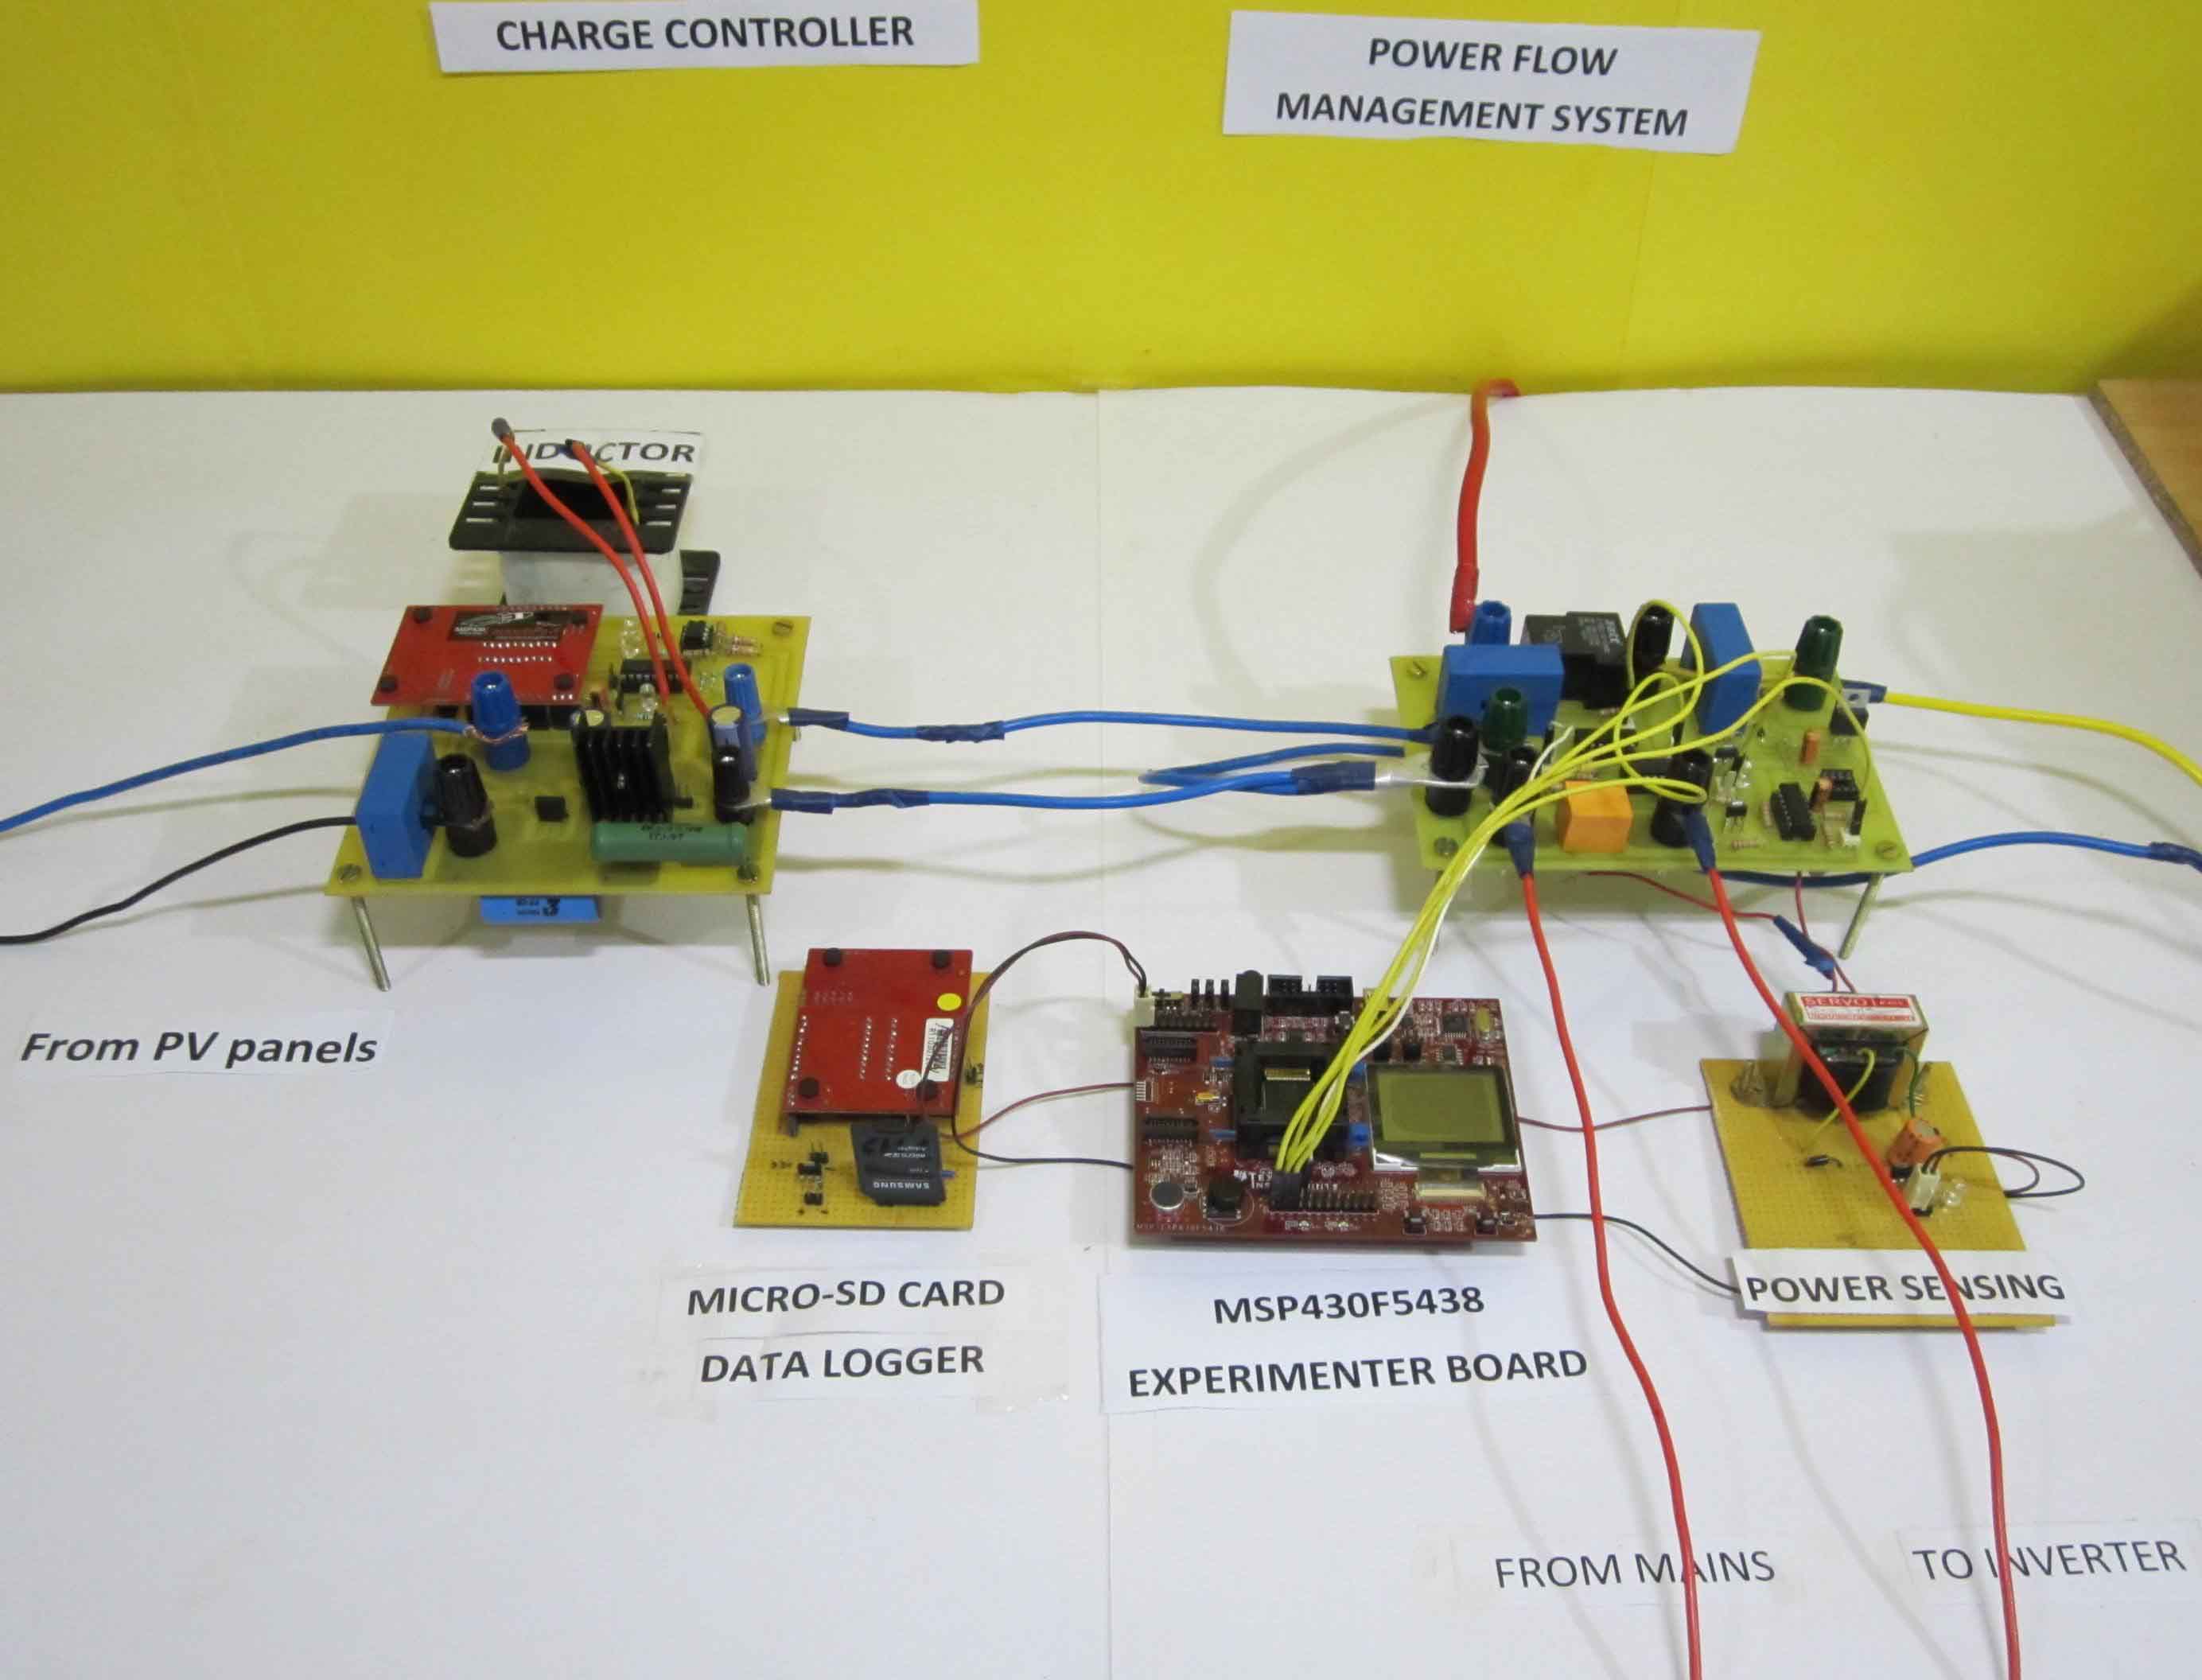 CHARGE CONTROLLER
POWER FLOW
MANAGEMENT SYSTEM
INDUCTOR
From PV panels
SERVO
SAMSUNG
MICRO-SD CARD
DATA LOGGER
MSP430F5438
EXPERIMENTER BOARD
POWER SENSING
FROM MAINS
TO INVERTER